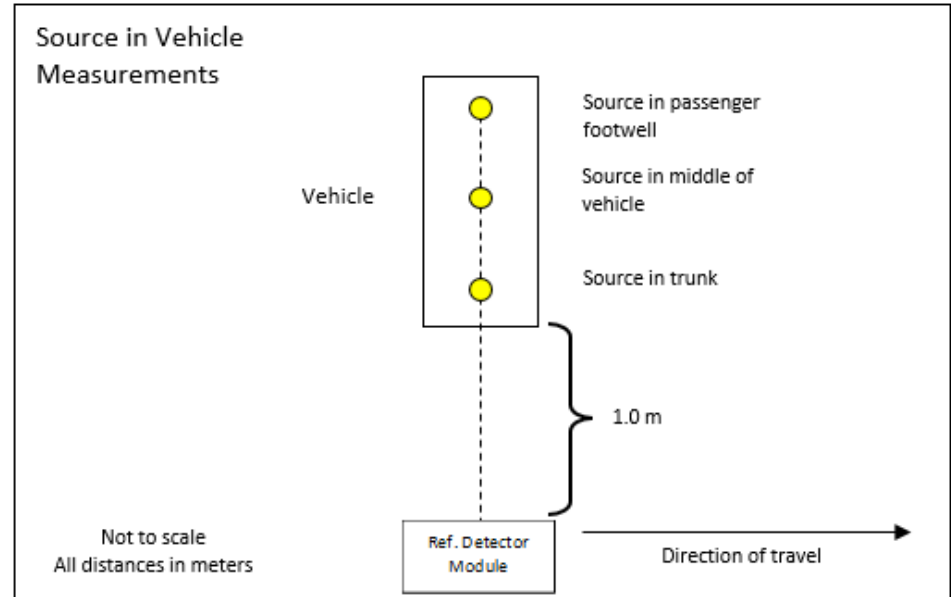 Source in Vehicle
Measurements
Source in passenger
footwell
Vehicle
Source in middle of
vehicle
Source in trunk
1.0 m
Not to scale
All distances in meters
Ref. Detector
Module
Direction of travel